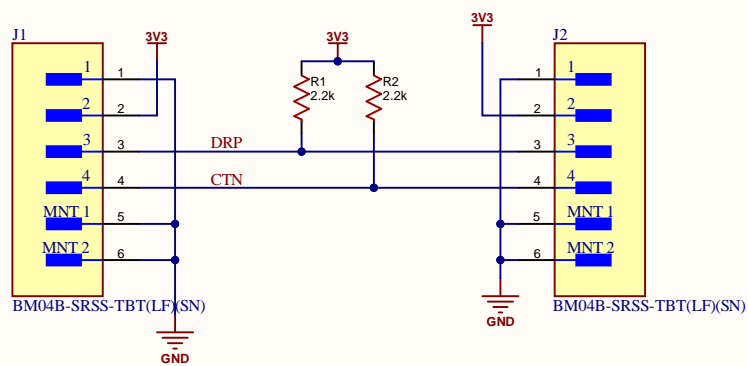 J1
3V3
3V3
3V3
J2
1
1
2
2
3
3
4
4
MNT 1
5
MNT 2
6
BM04B-SRSS-TBT(LF)(SN)
GND
R1
2.2k
R2
2.2k
DRP
CTN
1
1
2
2
3
3
4
4
5
MNT 1
6
MNT 2
BM04B-SRSS-TBT(LF)(SN)
GND